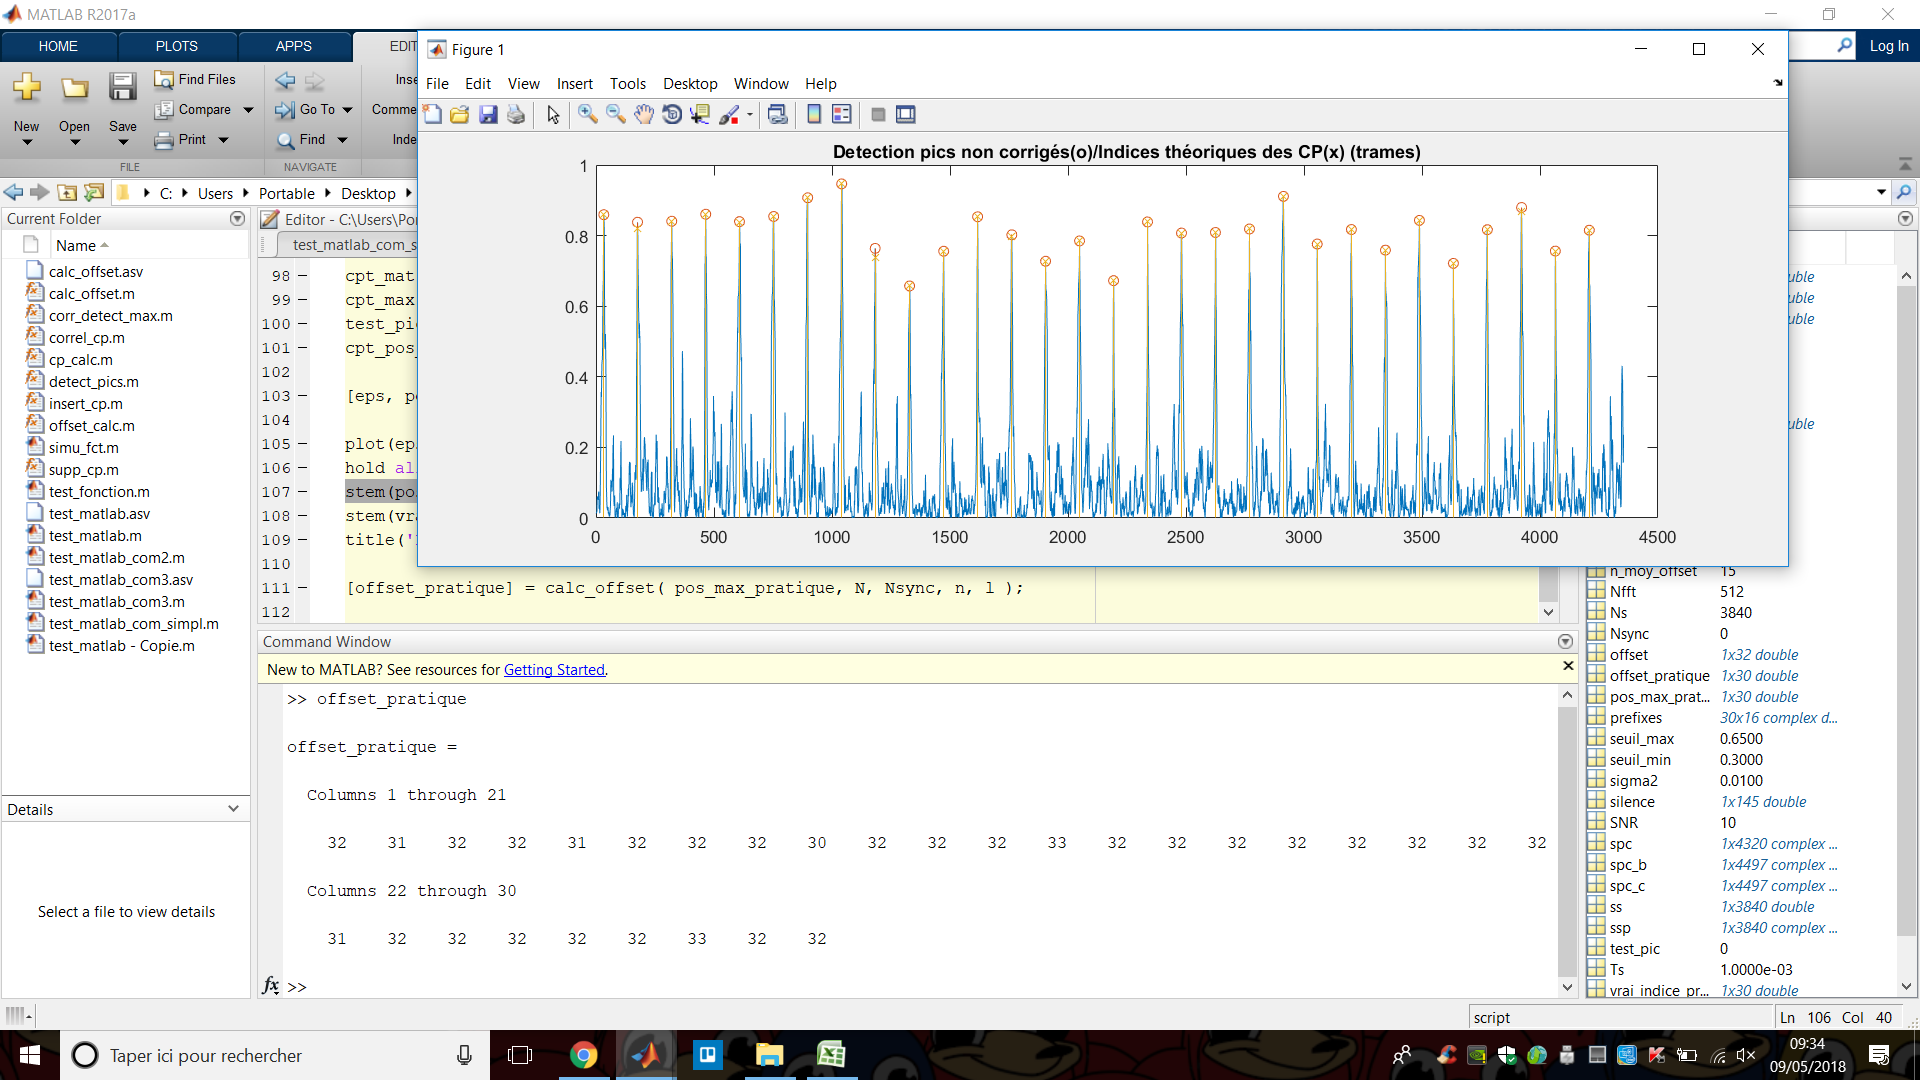 MATLAB R2017a
HOME
PLOTS
APPS
EDIT
Log In
New
Open
Save
Find Files
Compare
Print
Go To
Find
Inse
Comme
Inde
FILE
NAVIGATE
C: Users Portable Desktop
Current Folder
Name
calc_offset.asv
calc_offset.m
corr_detect_max.m
correl_cp.m
cp_calc.m
detect_pics.m
insert_cp.m
offset_calc.m
simu_fct.m
supp_cp.m
test_fonction.m
test_matlab.asv
test_matlab.m
test_matlab_com2.m
test_matlab_com3.asv
test_matlab_com3.m
test_matlab_com_simpl.m
test_matlab - Copie.m
Details
Select a file to view details
Editor - C:\Users\Por
test_matlab_com_s
98 – cpt_mat
99 – cpt_max
100 – test_pic
101 – cpt_pos_
102
103 – [eps, po
104
105 – plot(eps
106 – hold all
107 – stem(pos
108 – stem(vra
109 – title('
110
111 – [offset_pratique] = calc_offset( pos_max_pratique, N, Nsync, n, l );
112
Figure 1
File Edit View Insert Tools Desktop Window Help
Detection pics non corrigés(o)/Indices théoriques des CP(x) (trames)
1
0.8
0.6
0.4
0.2
0
0 500 1000 1500 2000 2500 3000 3500 4000 4500
Command Window
New to MATLAB? See resources for Getting Started.
>> offset_pratique
offset_pratique =
Columns 1 through 21
32 31 32 32 31 32 32 32 30 32 32 32 33 32 32 32 32 32 32 32 32
Columns 22 through 30
31 32 32 32 32 32 33 32 32
fx >>
double
uble
uble
uble
n_moy_offset 15
Nfft 512
Ns 3840
Nsync 0
offset 1x32 double
offset_pratique 1x30 double
pos_max_prat... 1x30 double
prefixes 30x16 complex d...
seuil_max 0.6500
seuil_min 0.3000
sigma2 0.0100
silence 1x145 double
SNR 10
spc 1x4320 complex ...
spc_b 1x4497 complex ...
spc_c 1x4497 complex ...
ss 1x3840 double
ssp 1x3840 complex ...
test_pic 0
Ts 1.0000e-03
vrai_indice_pr... 1x30 double
script
Ln 106 Col 40
Taper ici pour rechercher
09:34
09/05/2018